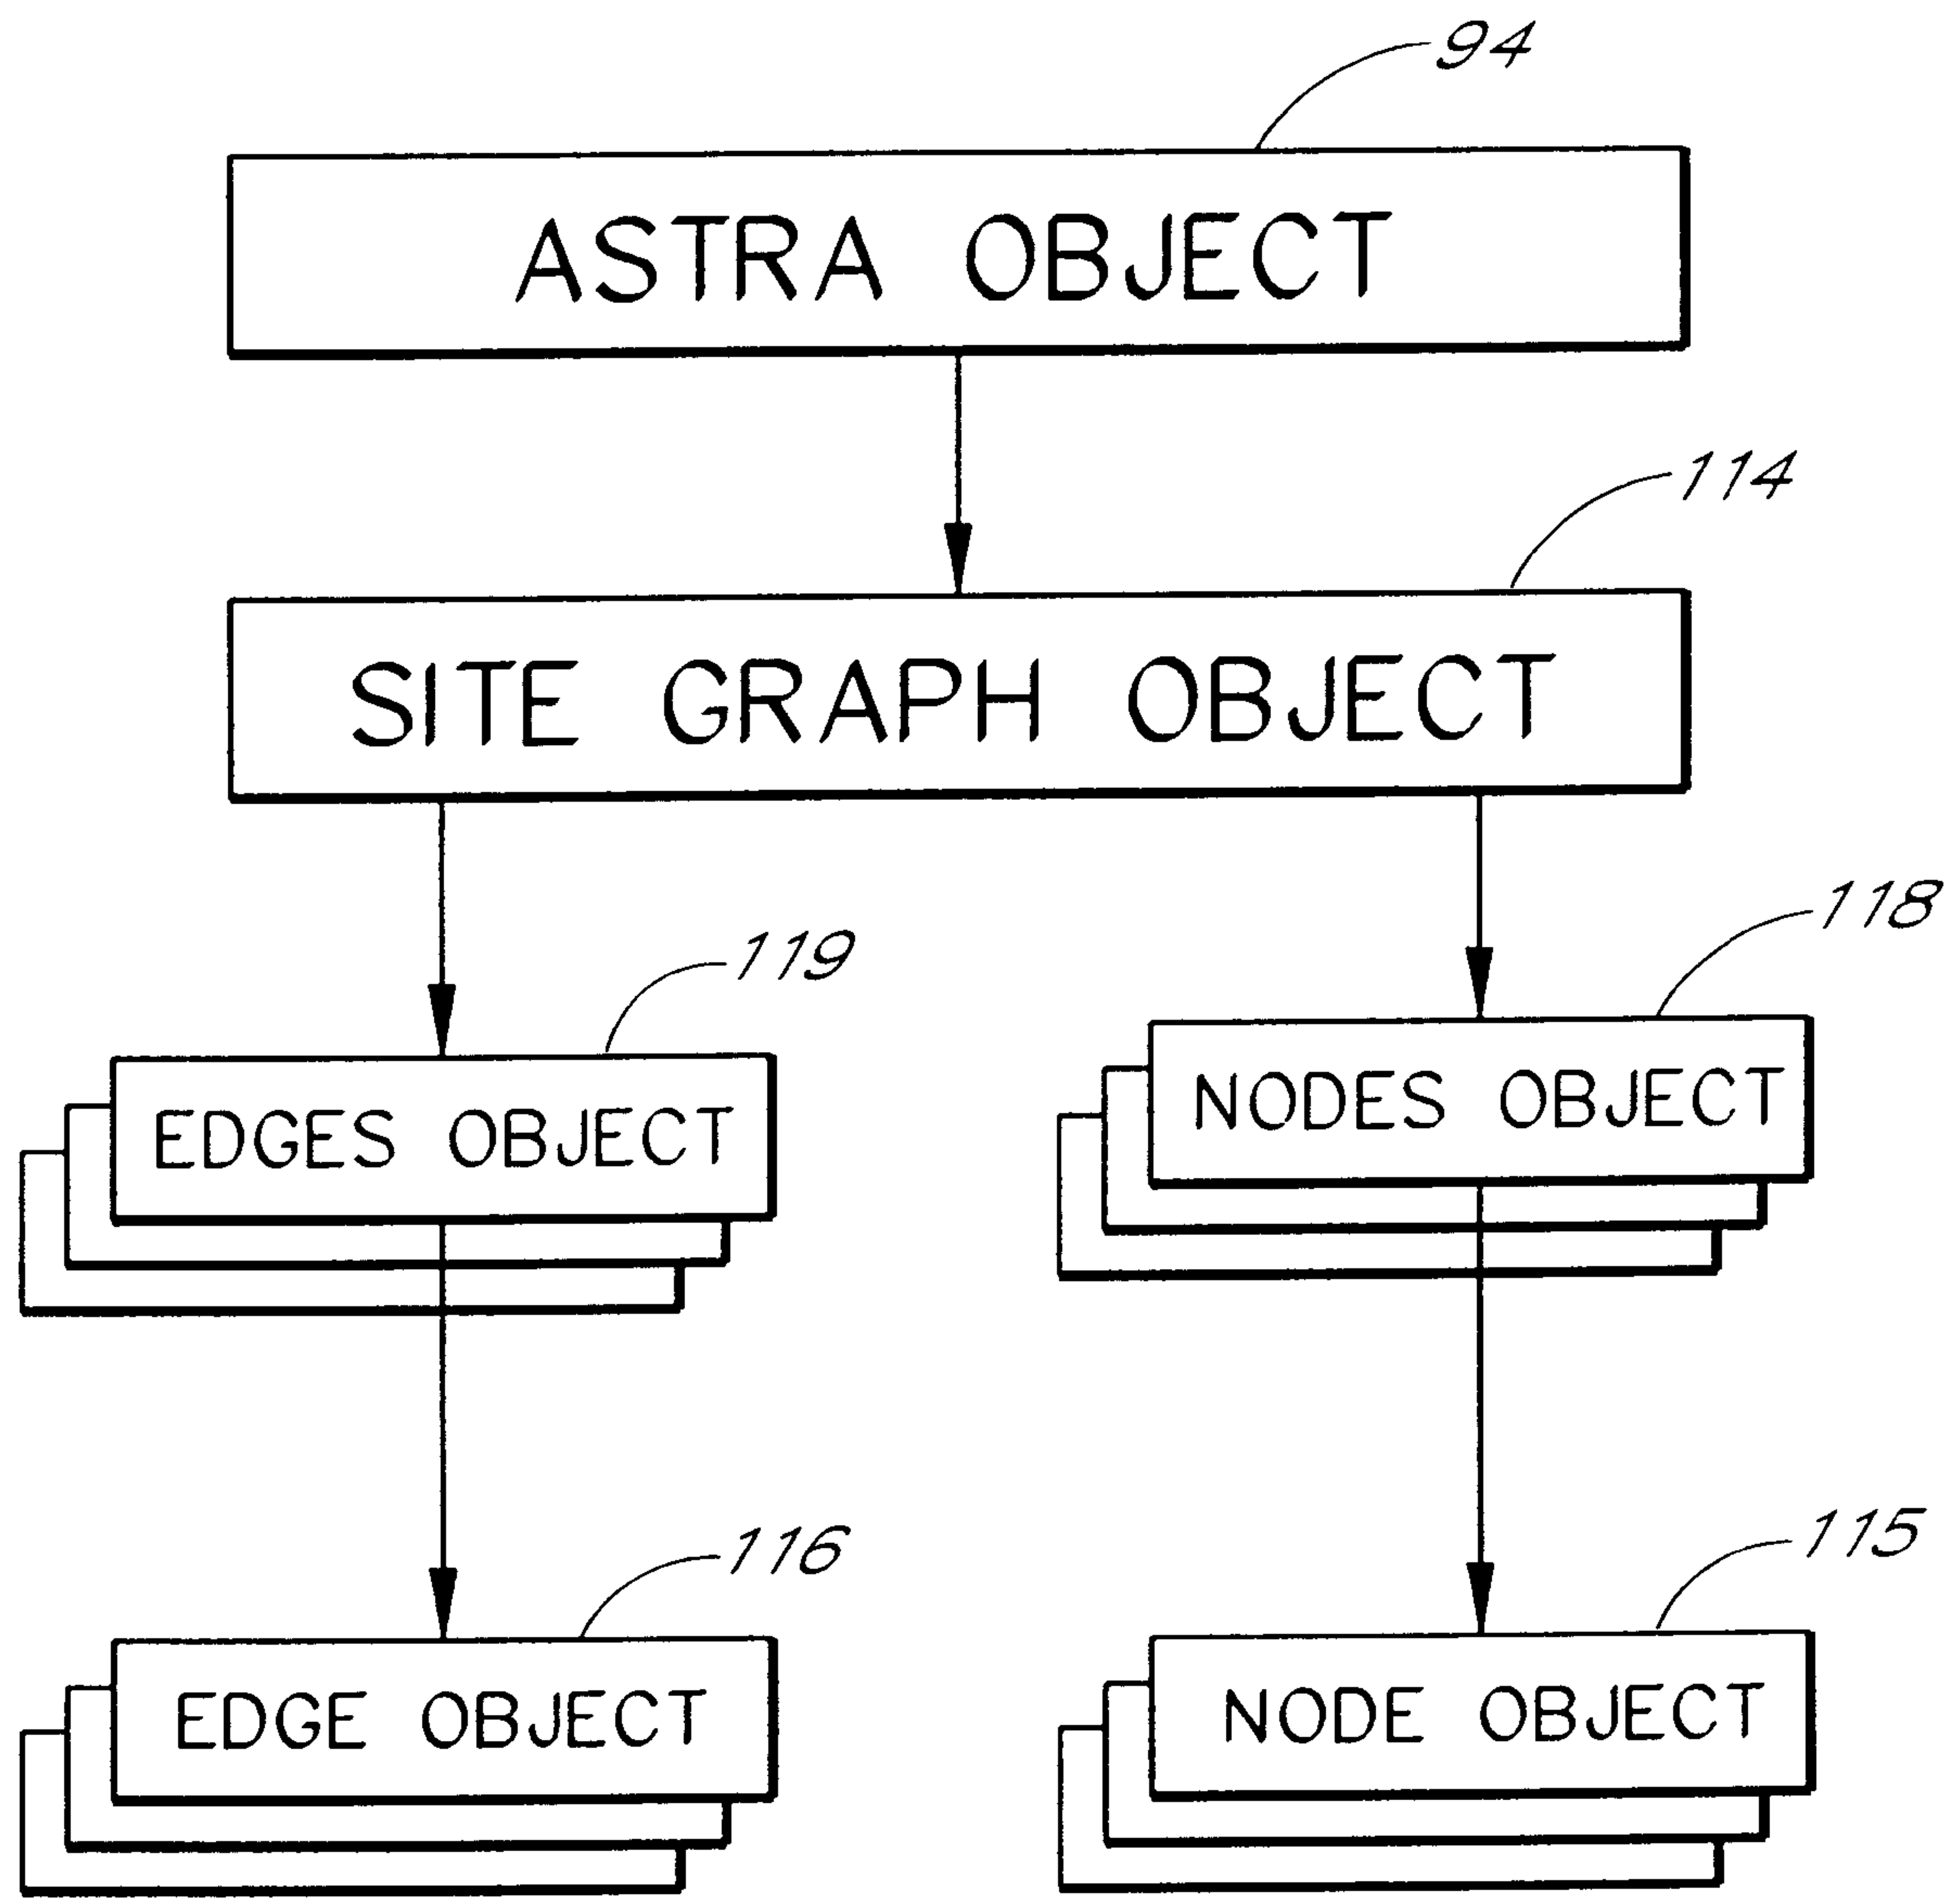 94
ASTRA OBJECT
114
SITE GRAPH OBJECT
119
118
EDGES OBJECT
NODES OBJECT
116
115
EDGE OBJECT
NODE OBJECT